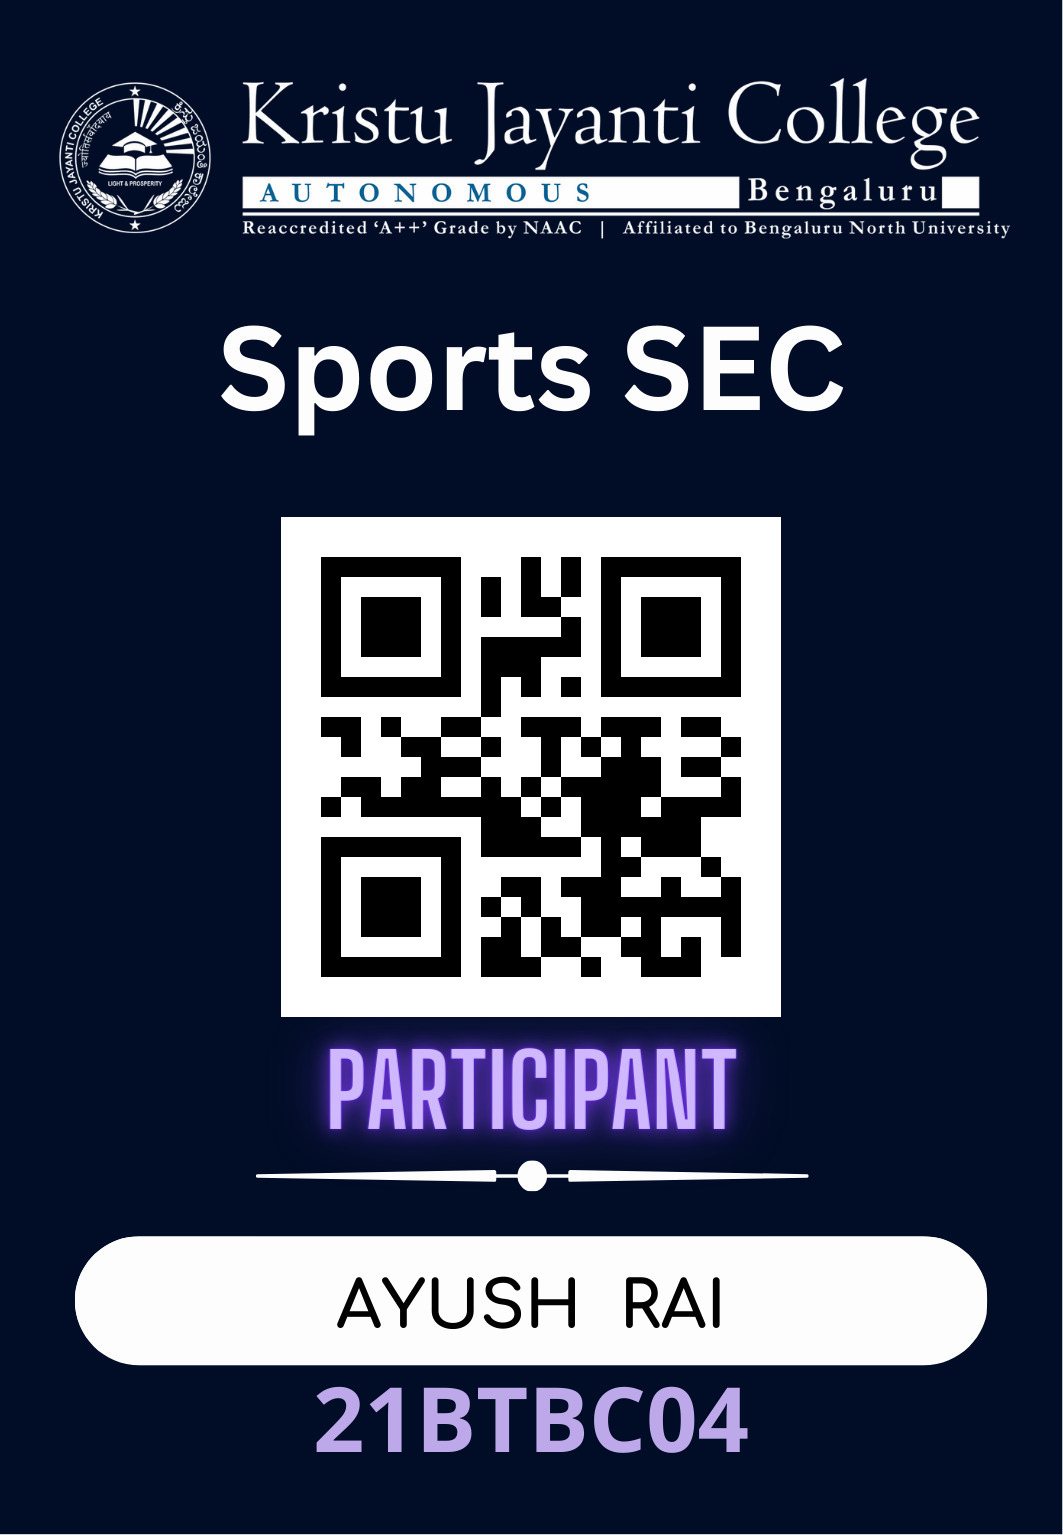 Kristu Jayanti College
AUTONOMOUS Bengaluru
Reaccredited ‘A++’ Grade by NAAC | Affiliated to Bengaluru North University
KRISTU JAYANTI COLLEGE
ಕ್ರಿಸ್ತು ಜಯಂತಿ ಕಾಲೇಜು
LIGHT & PROSPERITY
Sports SEC
PARTICIPANT
AYUSH RAI
21BTBC04